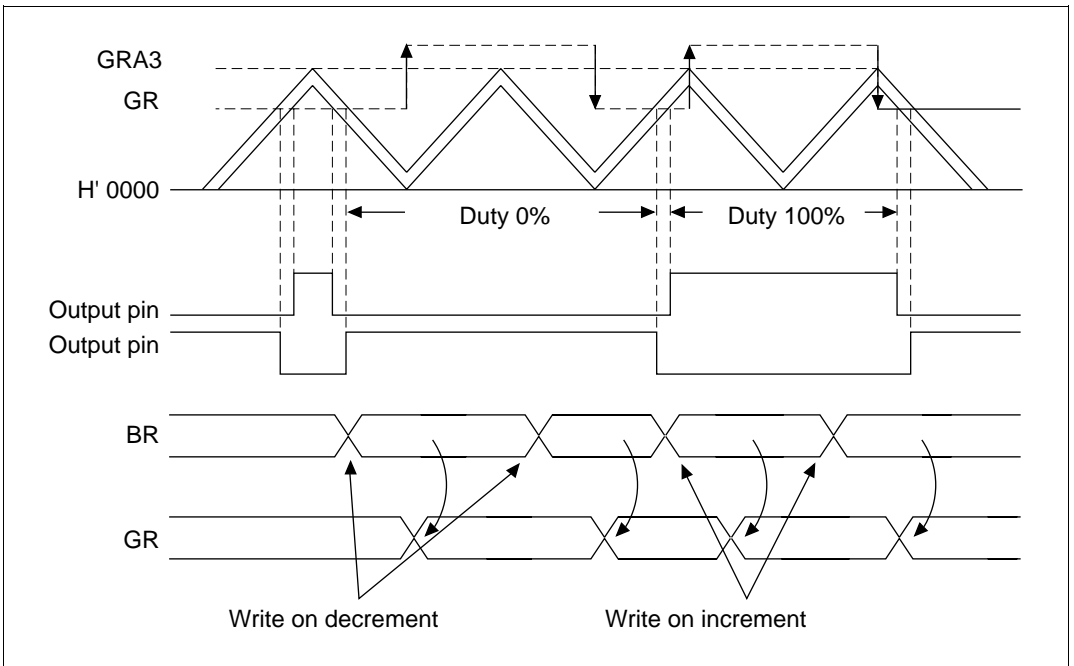 GRA3
GR
H' 0000
Duty 0%
Duty 100%
Output pin
Output pin
BR
GR
Write on decrement
Write on increment